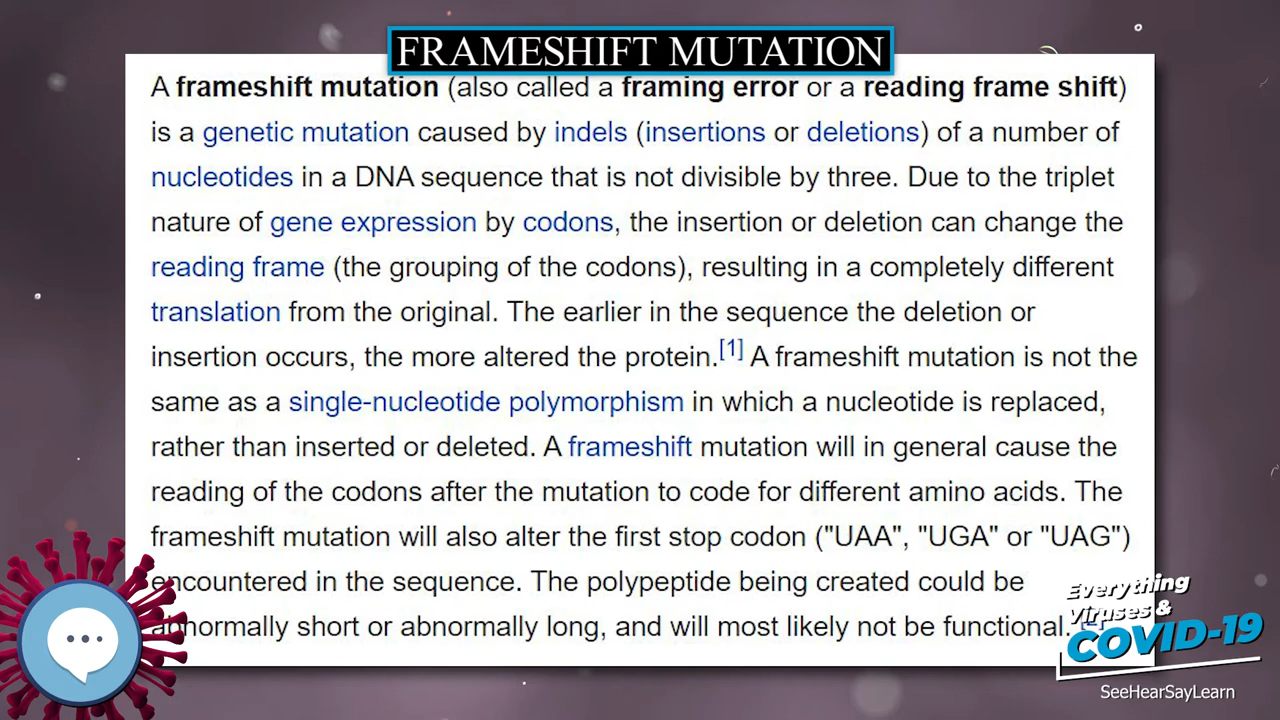 FRAMESHIFT MUTATION
A frameshift mutation (also called a framing error or a reading frame shift)
is a genetic mutation caused by indels (insertions or deletions) of a number of
nucleotides in a DNA sequence that is not divisible by three. Due to the triplet
nature of gene expression by codons, the insertion or deletion can change the
reading frame (the grouping of the codons), resulting in a completely different
translation from the original. The earlier in the sequence the deletion or
insertion occurs, the more altered the protein.[1] A frameshift mutation is not the
same as a single-nucleotide polymorphism in which a nucleotide is replaced,
rather than inserted or deleted. A frameshift mutation will in general cause the
reading of the codons after the mutation to code for different amino acids. The
frameshift mutation will also alter the first stop codon ("UAA", "UGA" or "UAG")
encountered in the sequence. The polypeptide being created could be
abnormally short or abnormally long, and will most likely not be functional.
Everything
Viruses &
COVID-19
SeeHearSayLearn